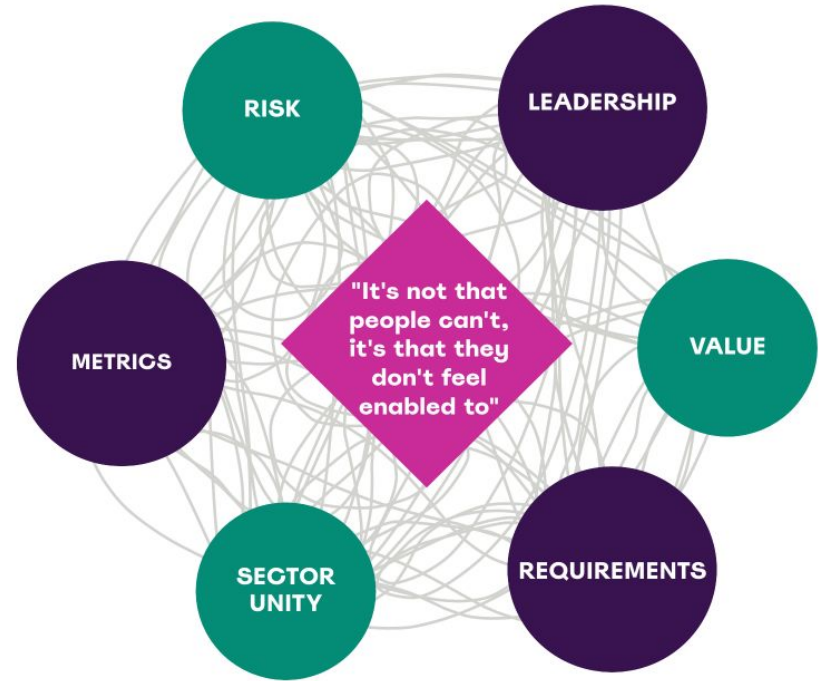 RISK
LEADERSHIP
"It's not that
people can't,
it's that they
don't feel
enabled to"
METRICS
VALUE
SECTOR
UNITY
REQUIREMENTS